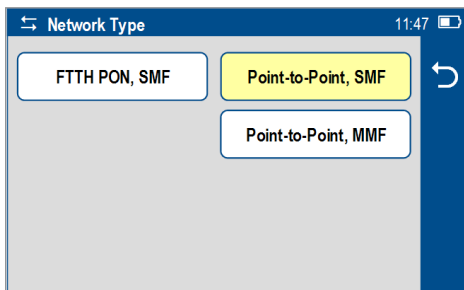 Network Type 11:47
FTTH PON, SMF Point-to-Point, SMF
Point-to-Point, MMF